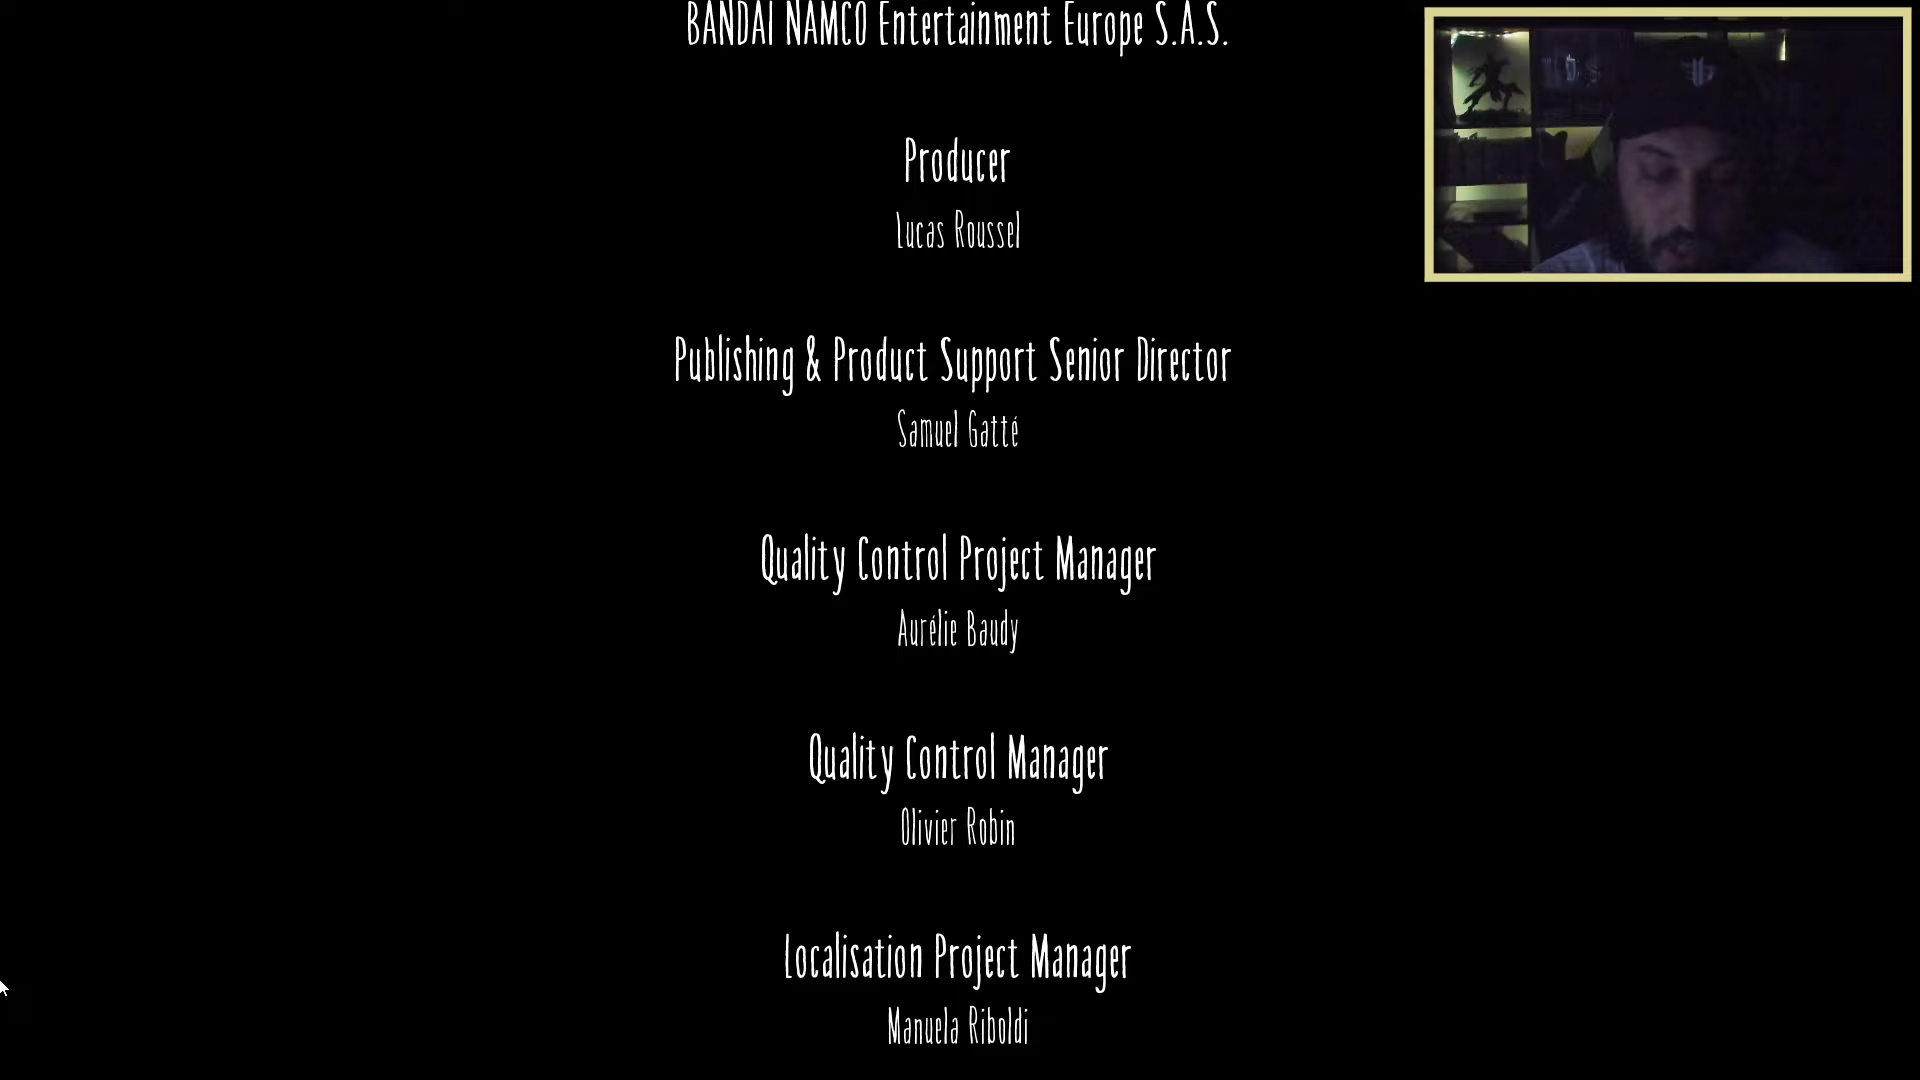 BANDAI NAMCO Entertainment Europe S.A.S.
Producer
Lucas Roussel
Publishing & Product Support Senior Director
Samuel Gatté
Quality Control Project Manager
Aurélie Baudy
Quality Control Manager
Olivier Robin
Localisation Project Manager
Manuela Riboldi